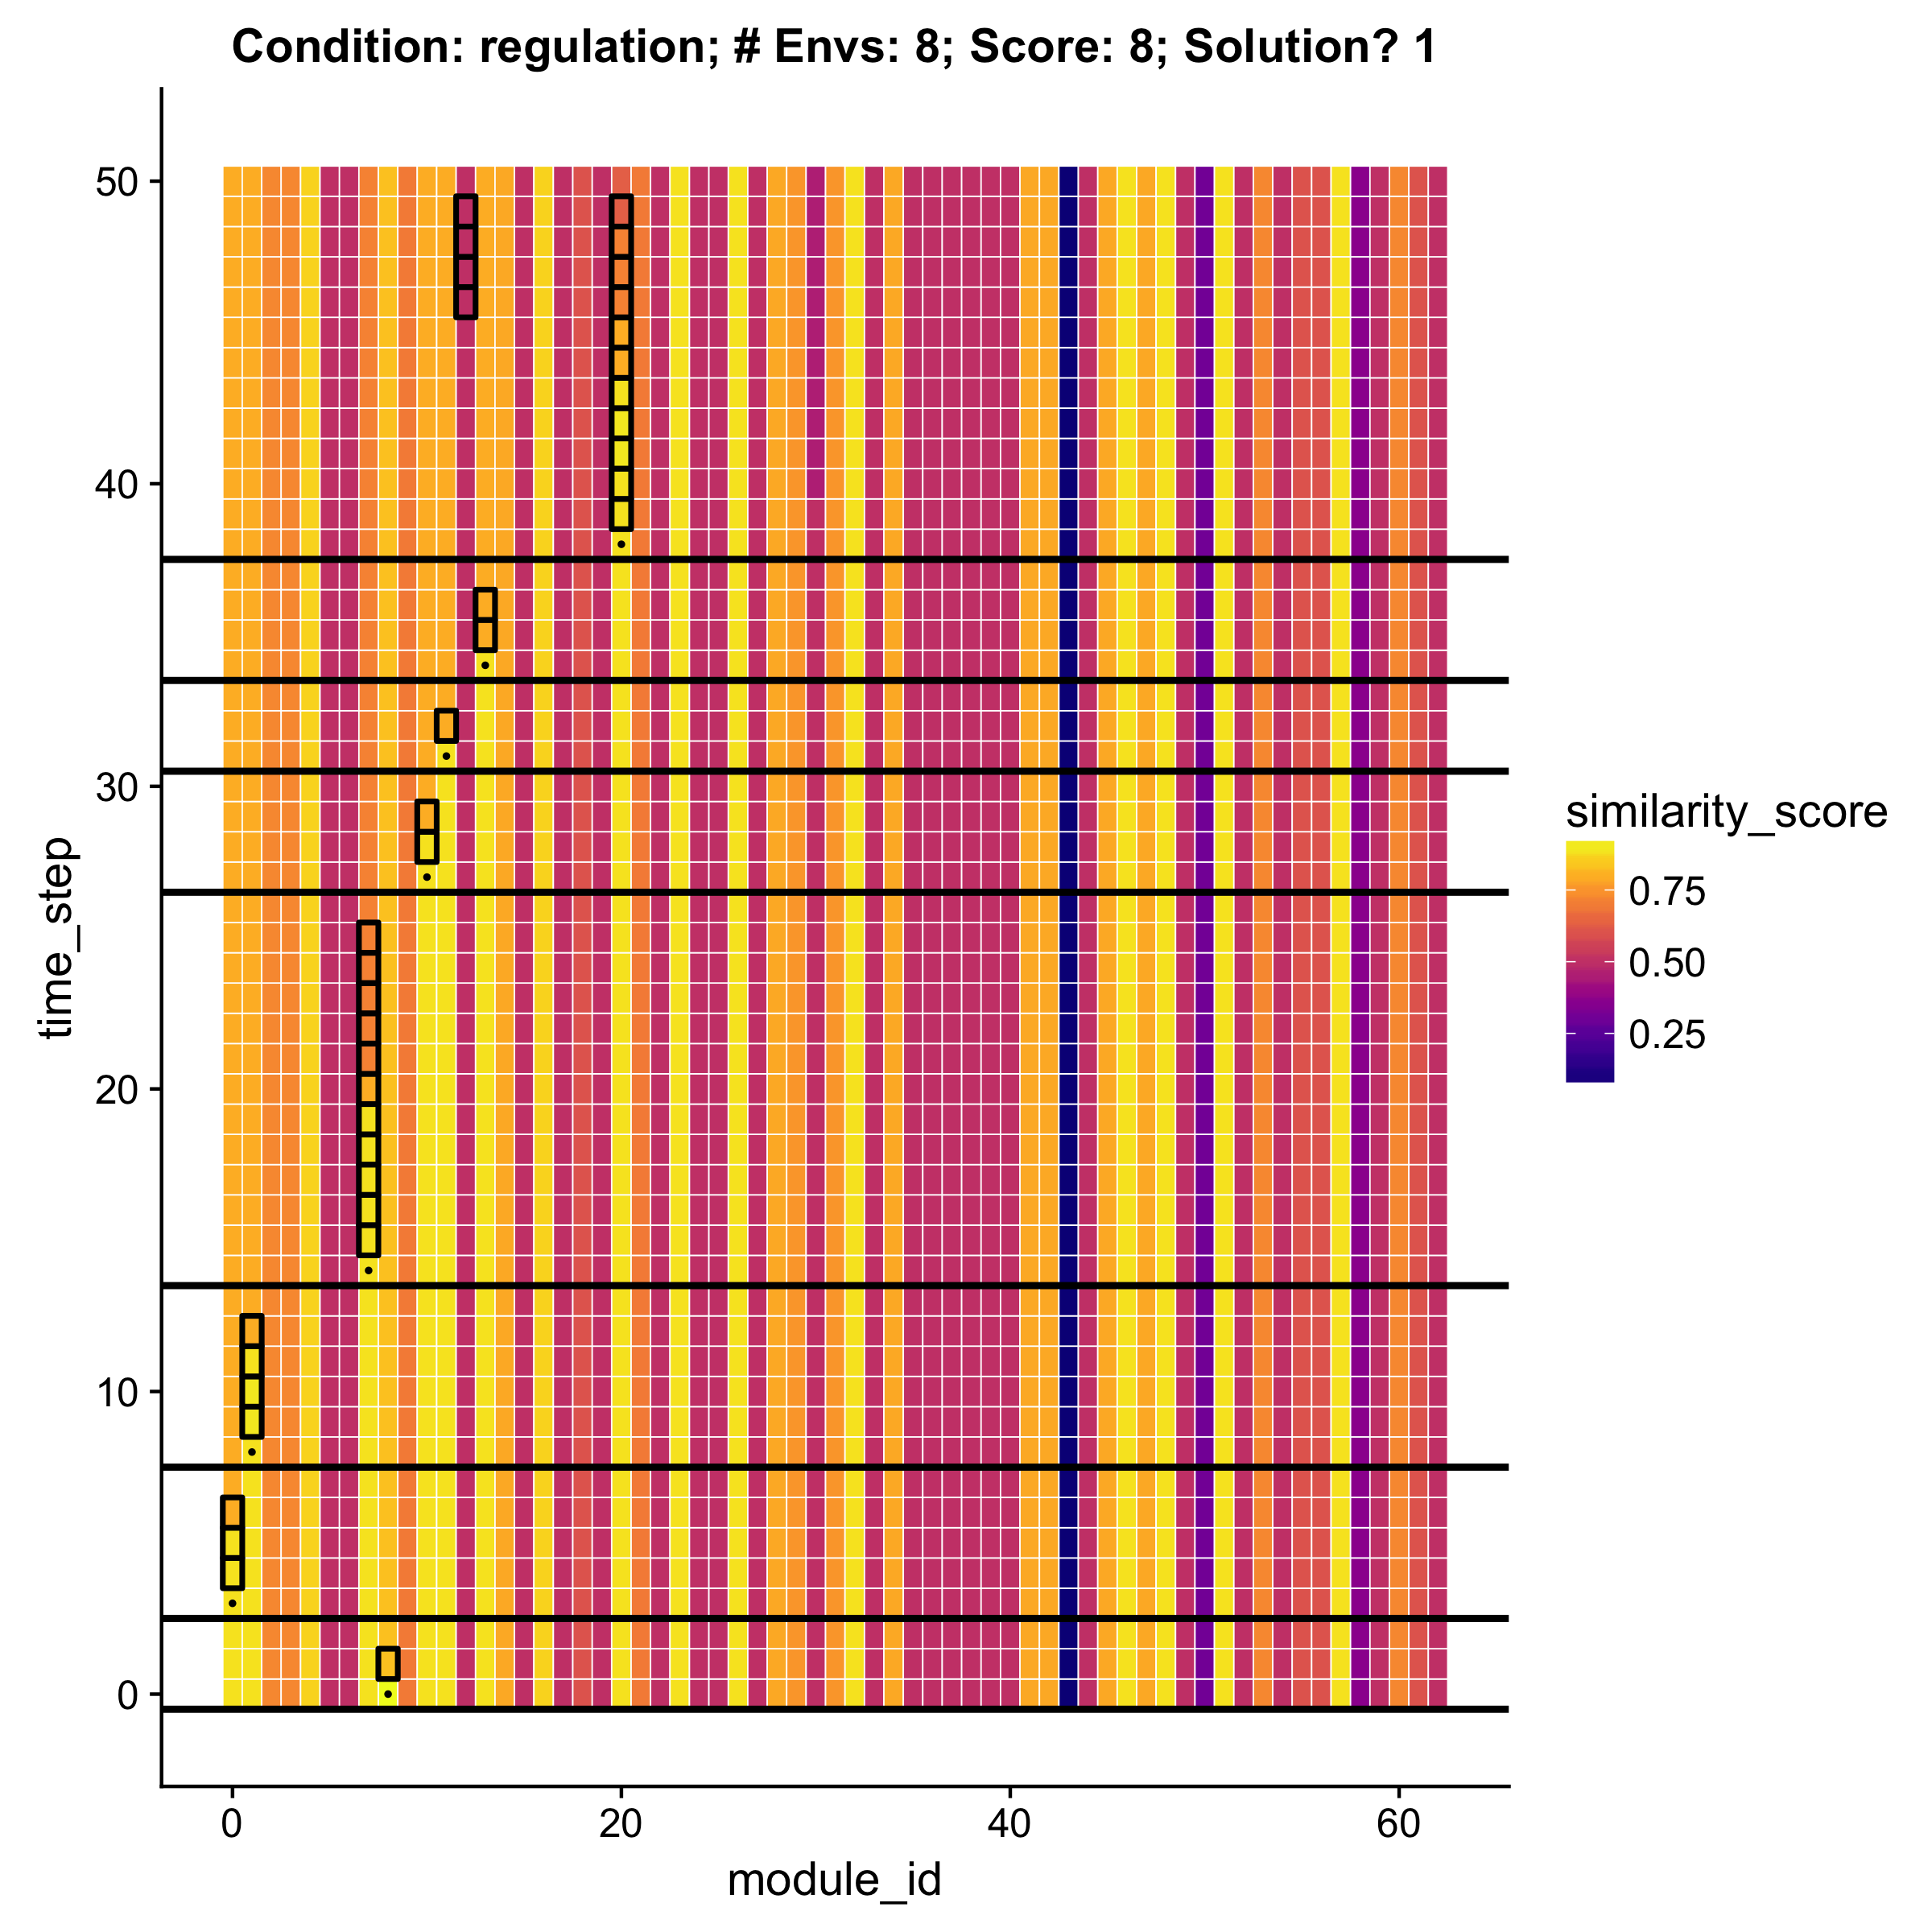 Condition: regulation; # Envs: 8; Score: 8; Solution? 1
50
40
30
20
10
0
time_step
0 20 40 60
module_id
similarity_score
0.75
0.50
0.25